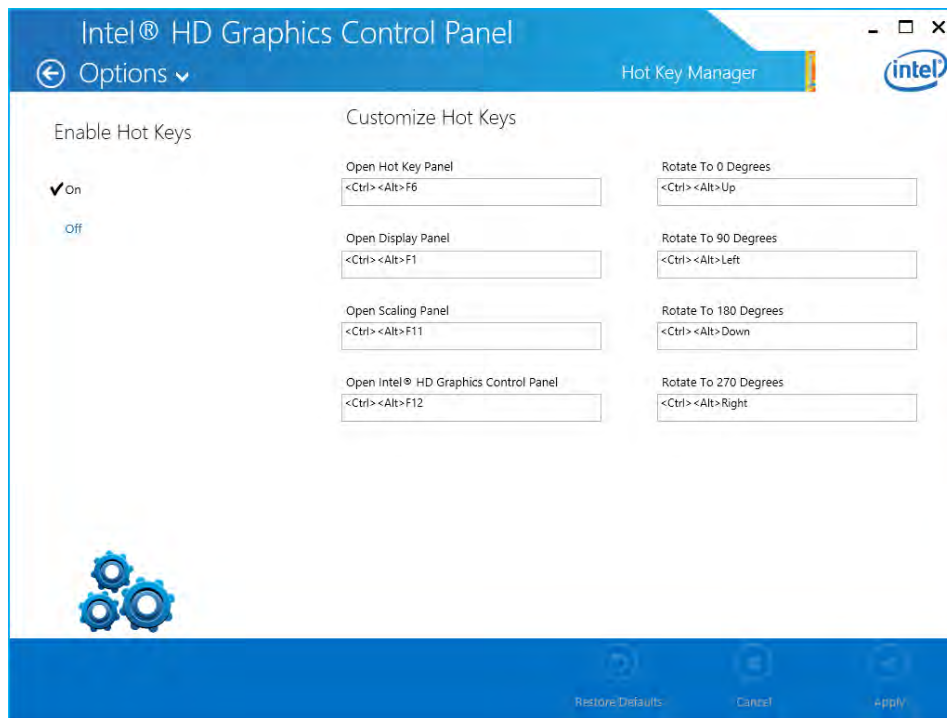 Intel® HD Graphics Control Panel
Options
Hot Key Manager
intel
Enable Hot Keys
On
Off
Customize Hot Keys
Open Hot Key Panel
<Ctrl><Alt>F6
Open Display Panel
<Ctrl><Alt>F1
Open Scaling Panel
<Ctrl><Alt>F11
Open Intel® HD Graphics Control Panel
<Ctrl><Alt>F12
Rotate To 0 Degrees
<Ctrl><Alt>Up
Rotate To 90 Degrees
<Ctrl><Alt>Left
Rotate To 180 Degrees
<Ctrl><Alt>Down
Rotate To 270 Degrees
<Ctrl><Alt>Right
Restore Defaults
Cancel
Apply